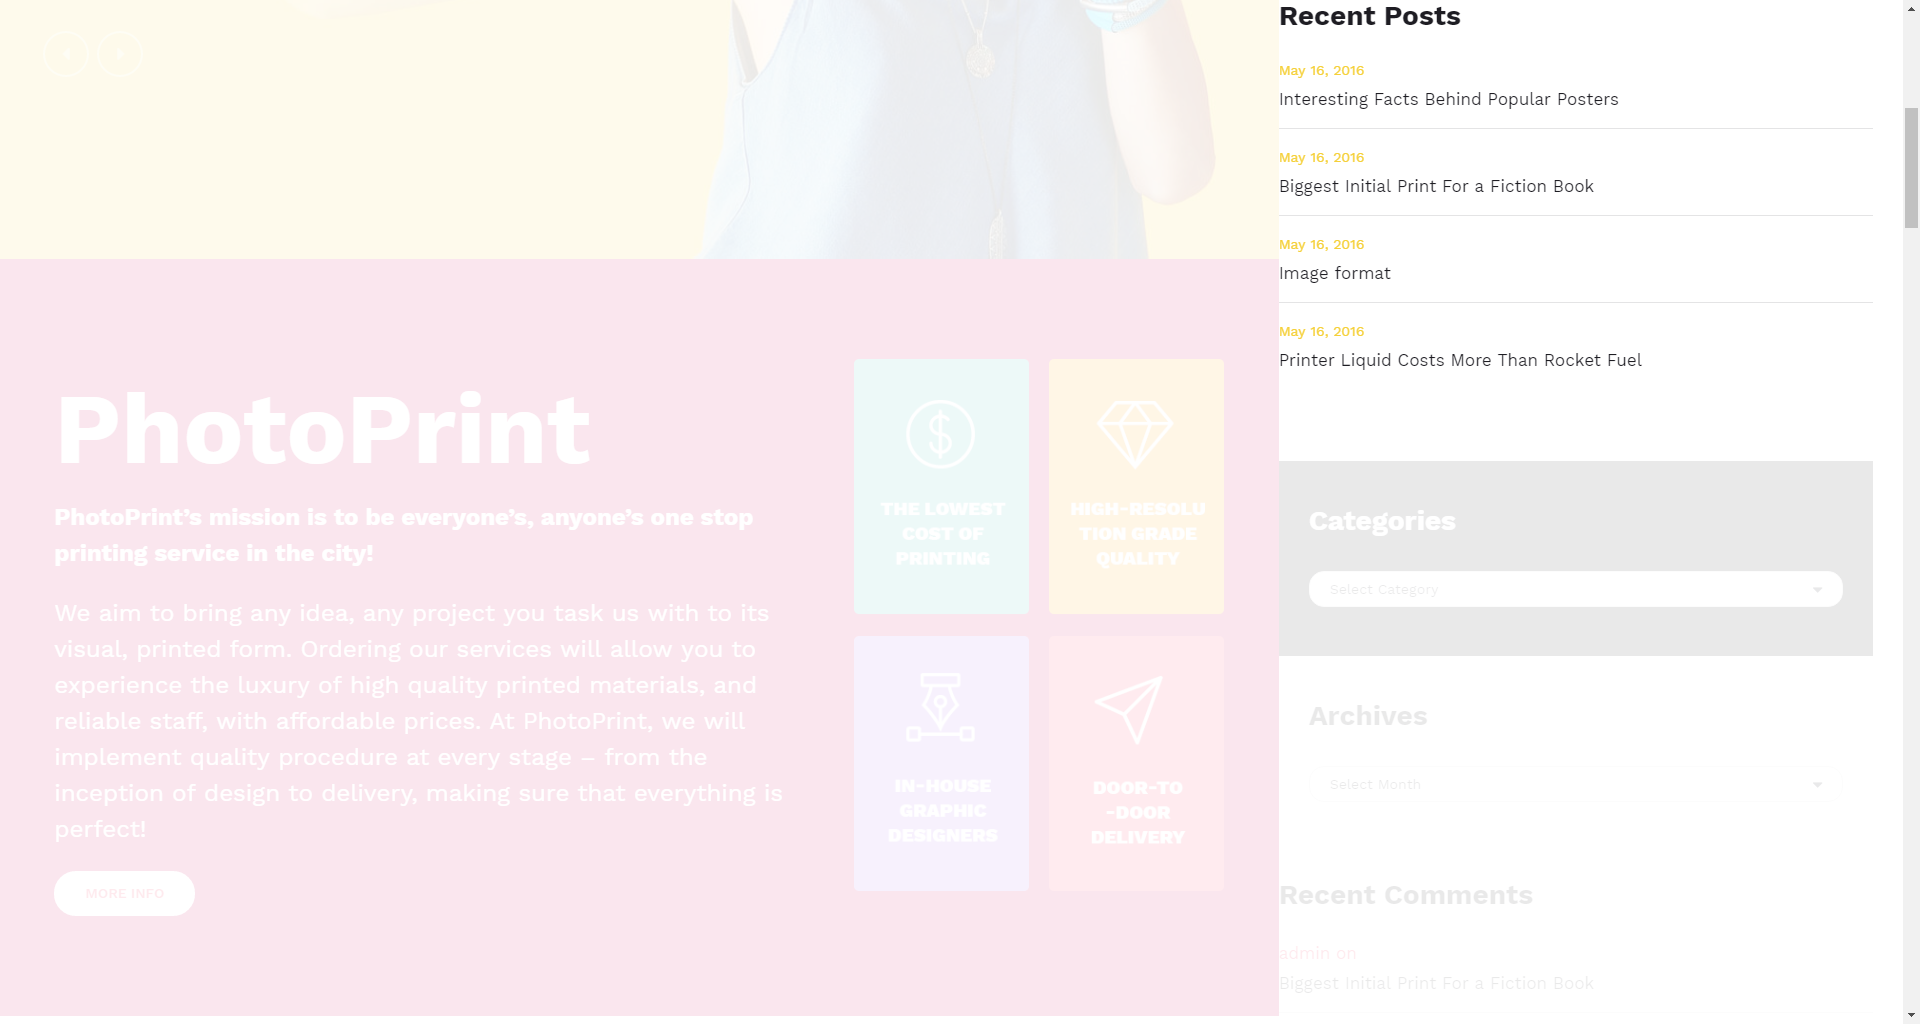 PhotoPrint
PhotoPrint’s mission is to be everyone’s, anyone’s one stop
printing service in the city!
We aim to bring any idea, any project you task us with to its
visual, printed form. Ordering our services will allow you to
experience the luxury of high quality printed materials, and
reliable staff, with affordable prices. At PhotoPrint, we will
implement quality procedure at every stage – from the
inception of design to delivery, making sure that everything is
perfect!
MORE INFO
THE LOWEST
COST OF
PRINTING
HIGH-RESOLU
TION GRADE
QUALITY
IN-HOUSE
GRAPHIC
DESIGNERS
DOOR-TO
-DOOR
DELIVERY
Recent Posts
May 16, 2016
Interesting Facts Behind Popular Posters
May 16, 2016
Biggest Initial Print For a Fiction Book
May 16, 2016
Image format
May 16, 2016
Printer Liquid Costs More Than Rocket Fuel
Categories
Select Category
Archives
Select Month
Recent Comments
admin on
Biggest Initial Print For a Fiction Book